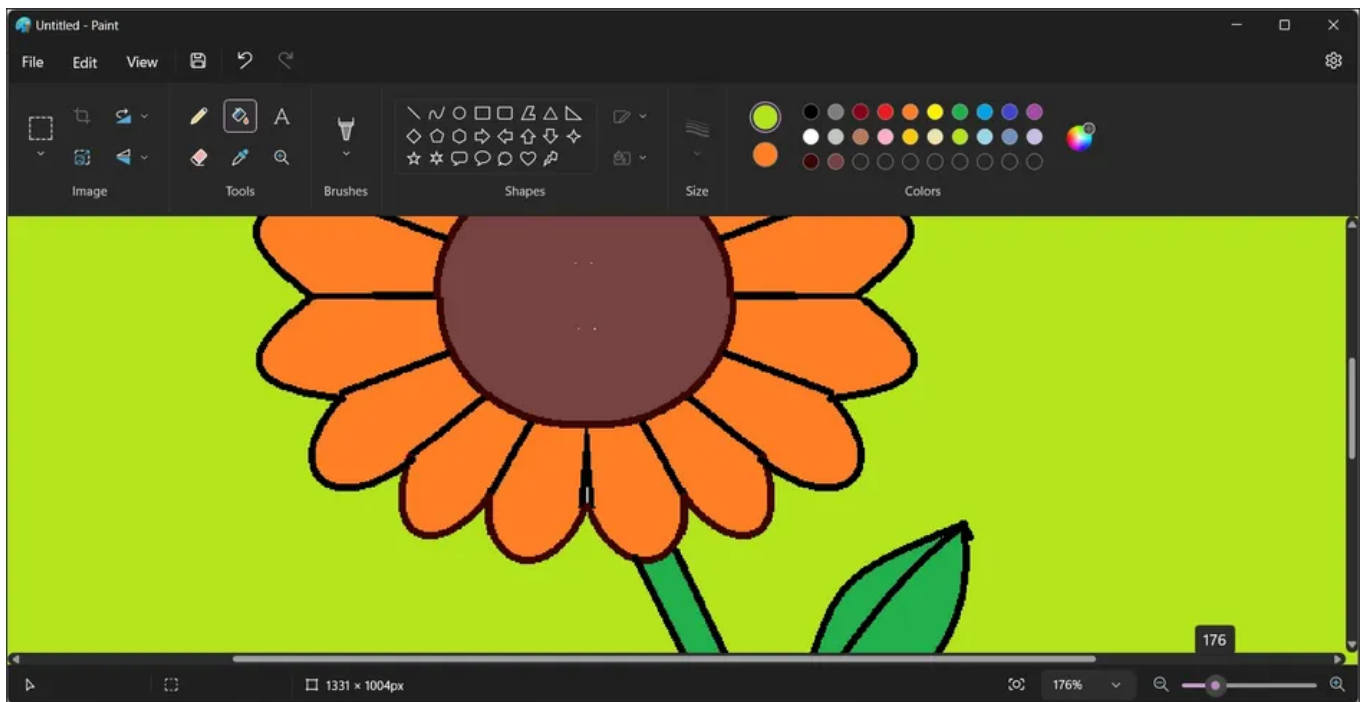 Untitled - Paint
File Edit View
A
Image Tools Brushes Shapes Size Colors
176
1331 × 1004px
176%